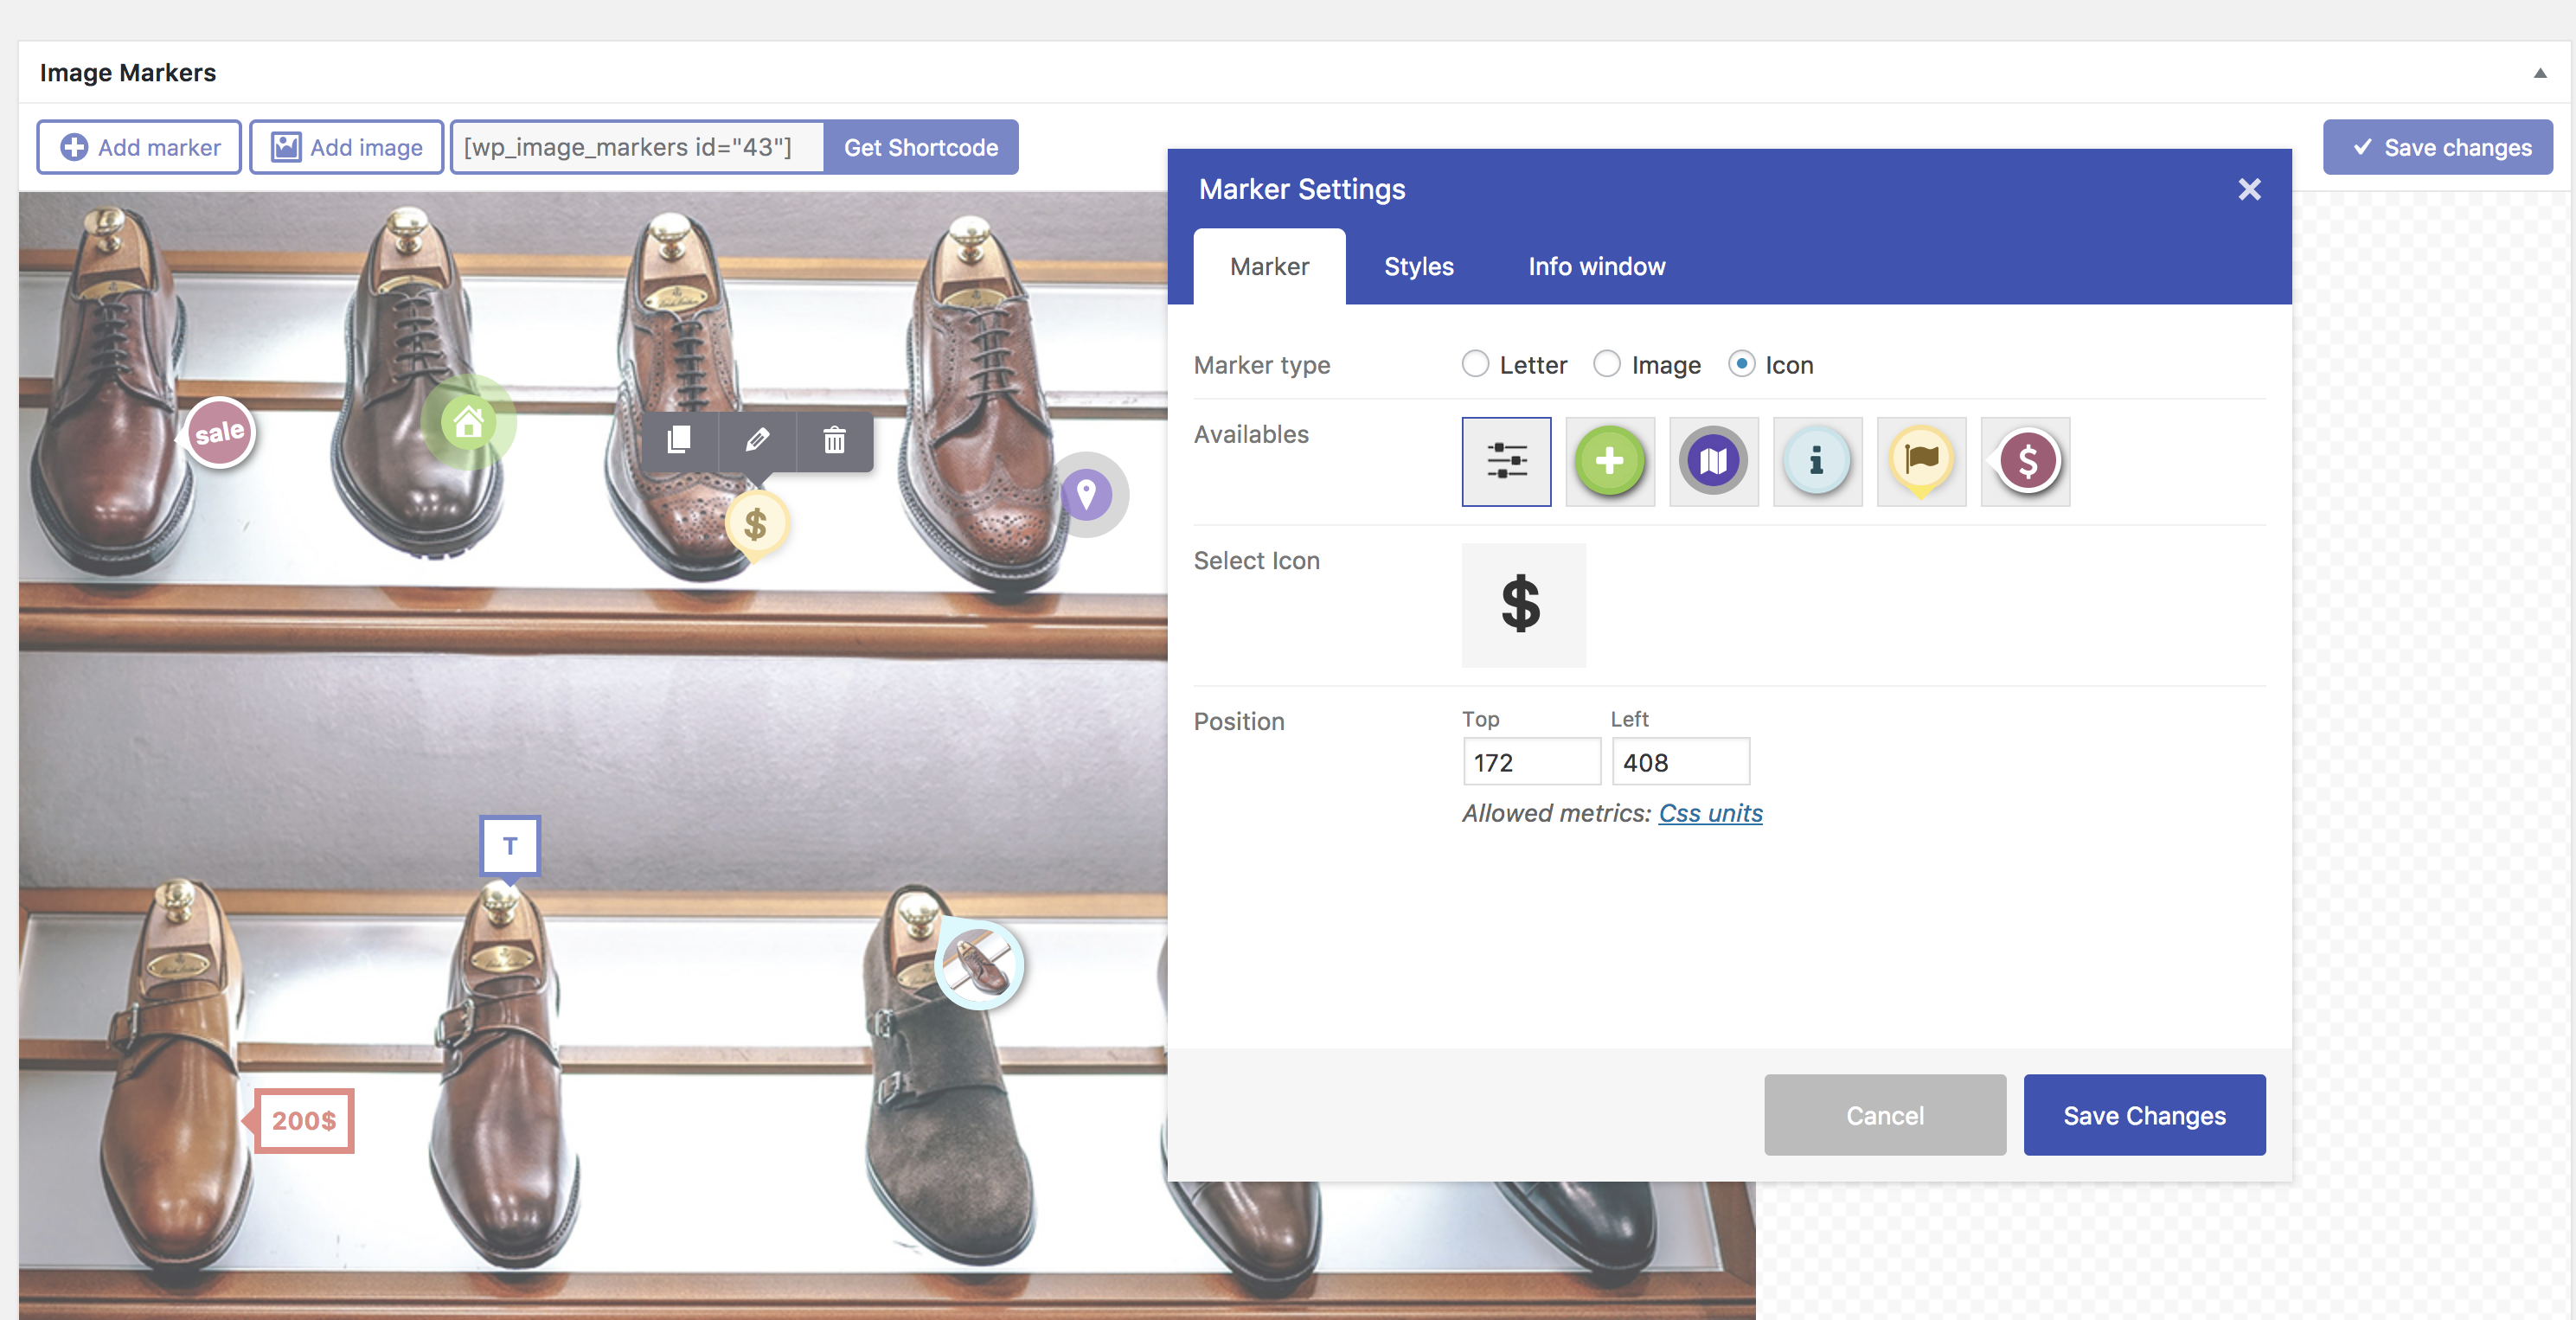 Image Markers
Add marker
Add image
[wp_image_markers id="43"]
Get Shortcode
Save changes
Marker Settings
Marker
Styles
Info window
Marker type
Letter
Image
Icon
Availables
$
Select Icon
$
Position
Top
Left
172
408
Allowed metrics: Css units
Cancel
Save Changes
sale
$
T
200$